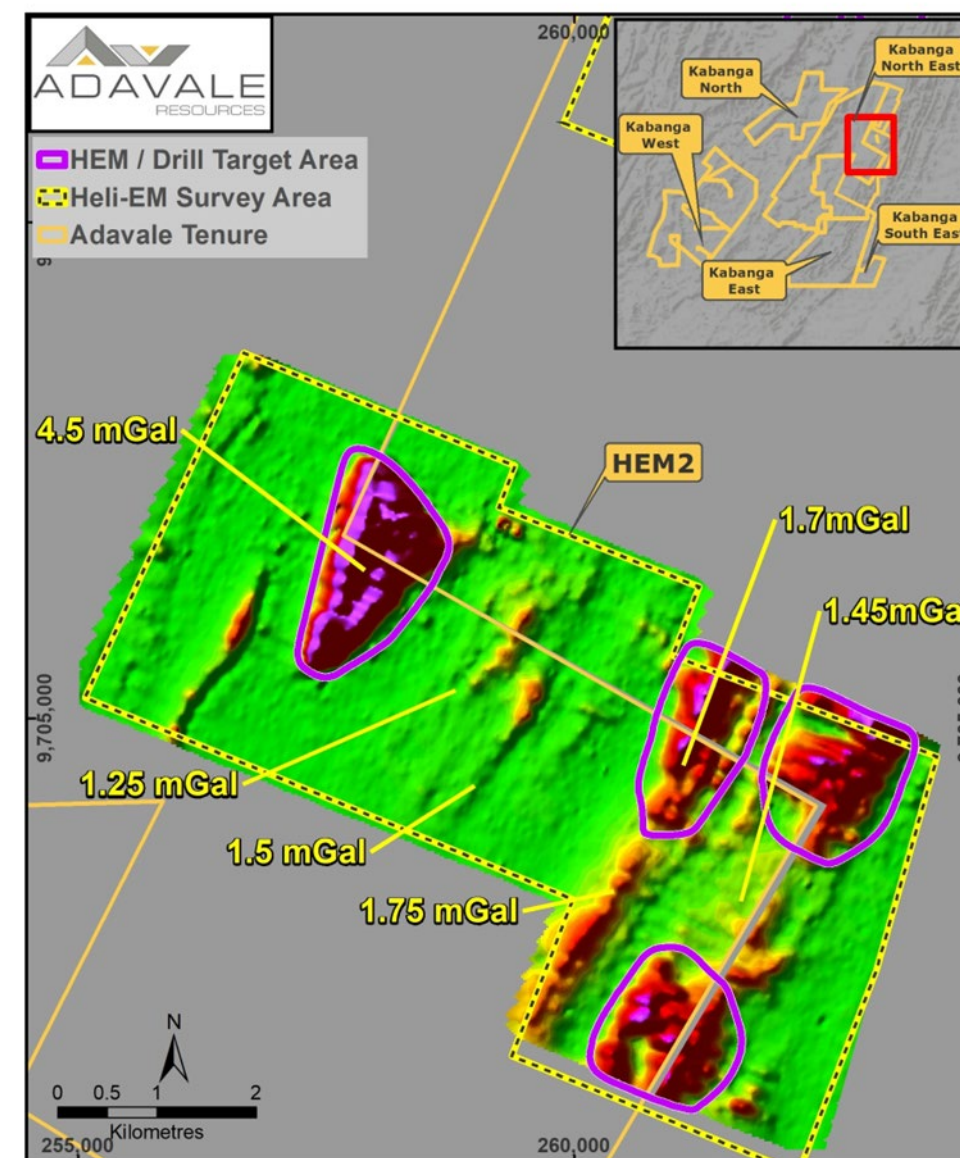 ADAVALE
RESOURCES
HEM / Drill Target Area
Heli-EM Survey Area
Adavale Tenure
260,000
Kabanga
North East
Kabanga
North
Kabanga
West
Kabanga
South East
Kabanga
East
4.5 mGal
HEM2
1.7mGal
1.45mGa
9,705,000
1.25 mGal
1.5 mGal
1.75 mGal
N
0 0.5 1 2
Kilometres
255,000
260,000